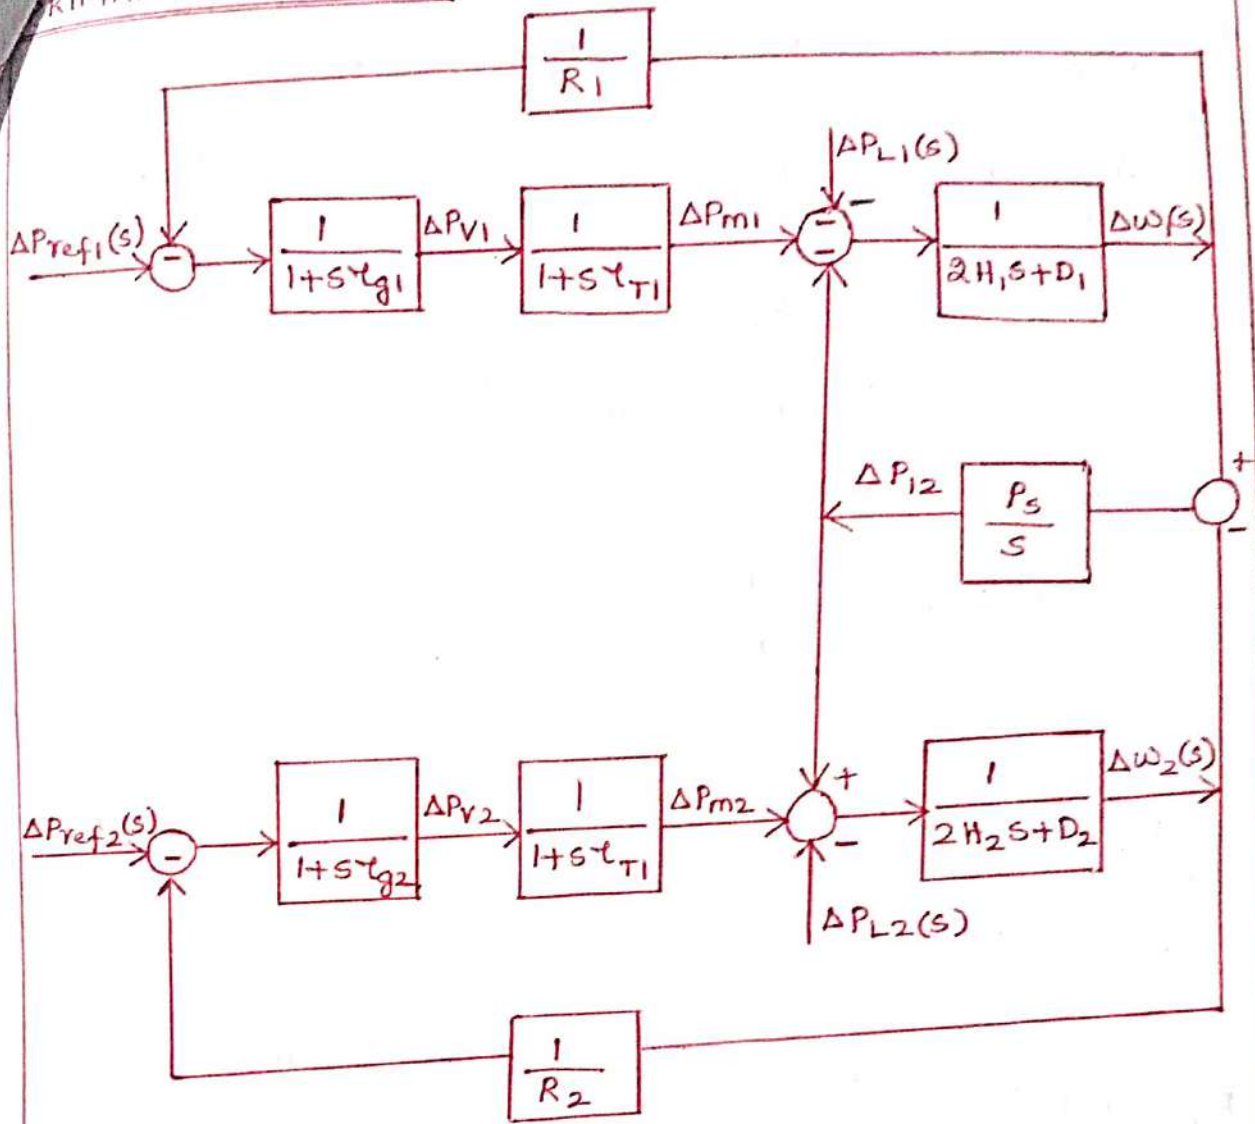 1
R1
ΔPL1(s)
ΔPref1(s)
-
1
1+sτg1
ΔPV1
1
1+sτT1
ΔPm1
-
-
-
1
2H1s+D1
Δω(s)
ΔP12
Ps
s
+
-
ΔPref2(s)
-
1
1+sτg2
ΔPV2
1
1+sτT1
ΔPm2
+
-
1
2H2s+D2
Δω2(s)
ΔPL2(s)
1
R2